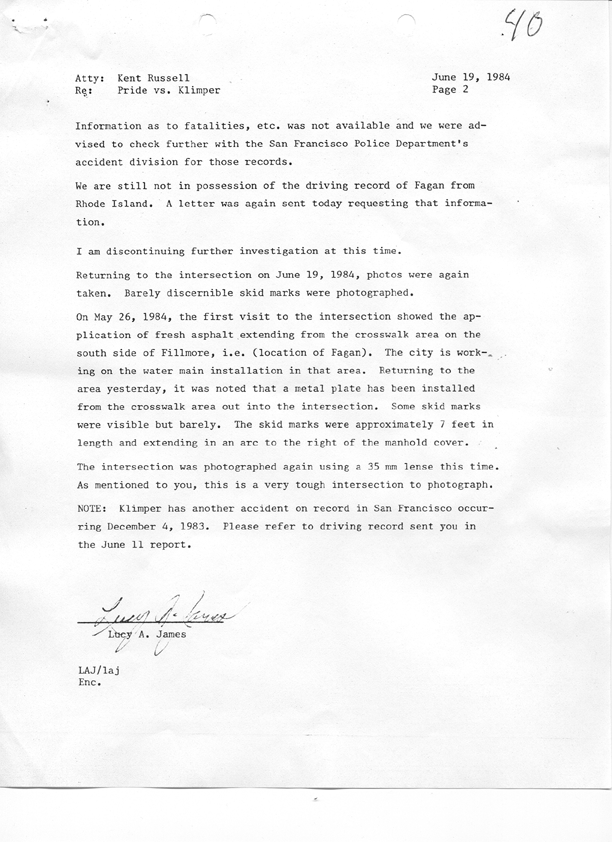 .40
Atty: Kent Russell June 19, 1984
Re: Pride vs. Klimper Page 2
Information as to fatalities, etc. was not available and we were ad-
vised to check further with the San Francisco Police Department's
accident division for those records.
We are still not in possession of the driving record of Fagan from
Rhode Island. A letter was again sent today requesting that informa-
tion.
I am discontinuing further investigation at this time.
Returning to the intersection on June 19, 1984, photos were again
taken. Barely discernible skid marks were photographed.
On May 26, 1984, the first visit to the intersection showed the ap-
plication of fresh asphalt extending from the crosswalk area on the
south side of Fillmore, i.e. (location of Fagan). The city is work-
ing on the water main installation in that area. Returning to the
area yesterday, it was noted that a metal plate has been installed
from the crosswalk area out into the intersection. Some skid marks
were visible but barely. The skid marks were approximately 7 feet in
length and extending in an arc to the right of the manhold cover.
The intersection was photographed again using a 35 mm lense this time.
As mentioned to you, this is a very tough intersection to photograph.
NOTE: Klimper has another accident on record in San Francisco occur-
ring December 4, 1983. Please refer to driving record sent you in
the June 11 report.
Lucy A. James
Lucy A. James
LAJ/laj
Enc.